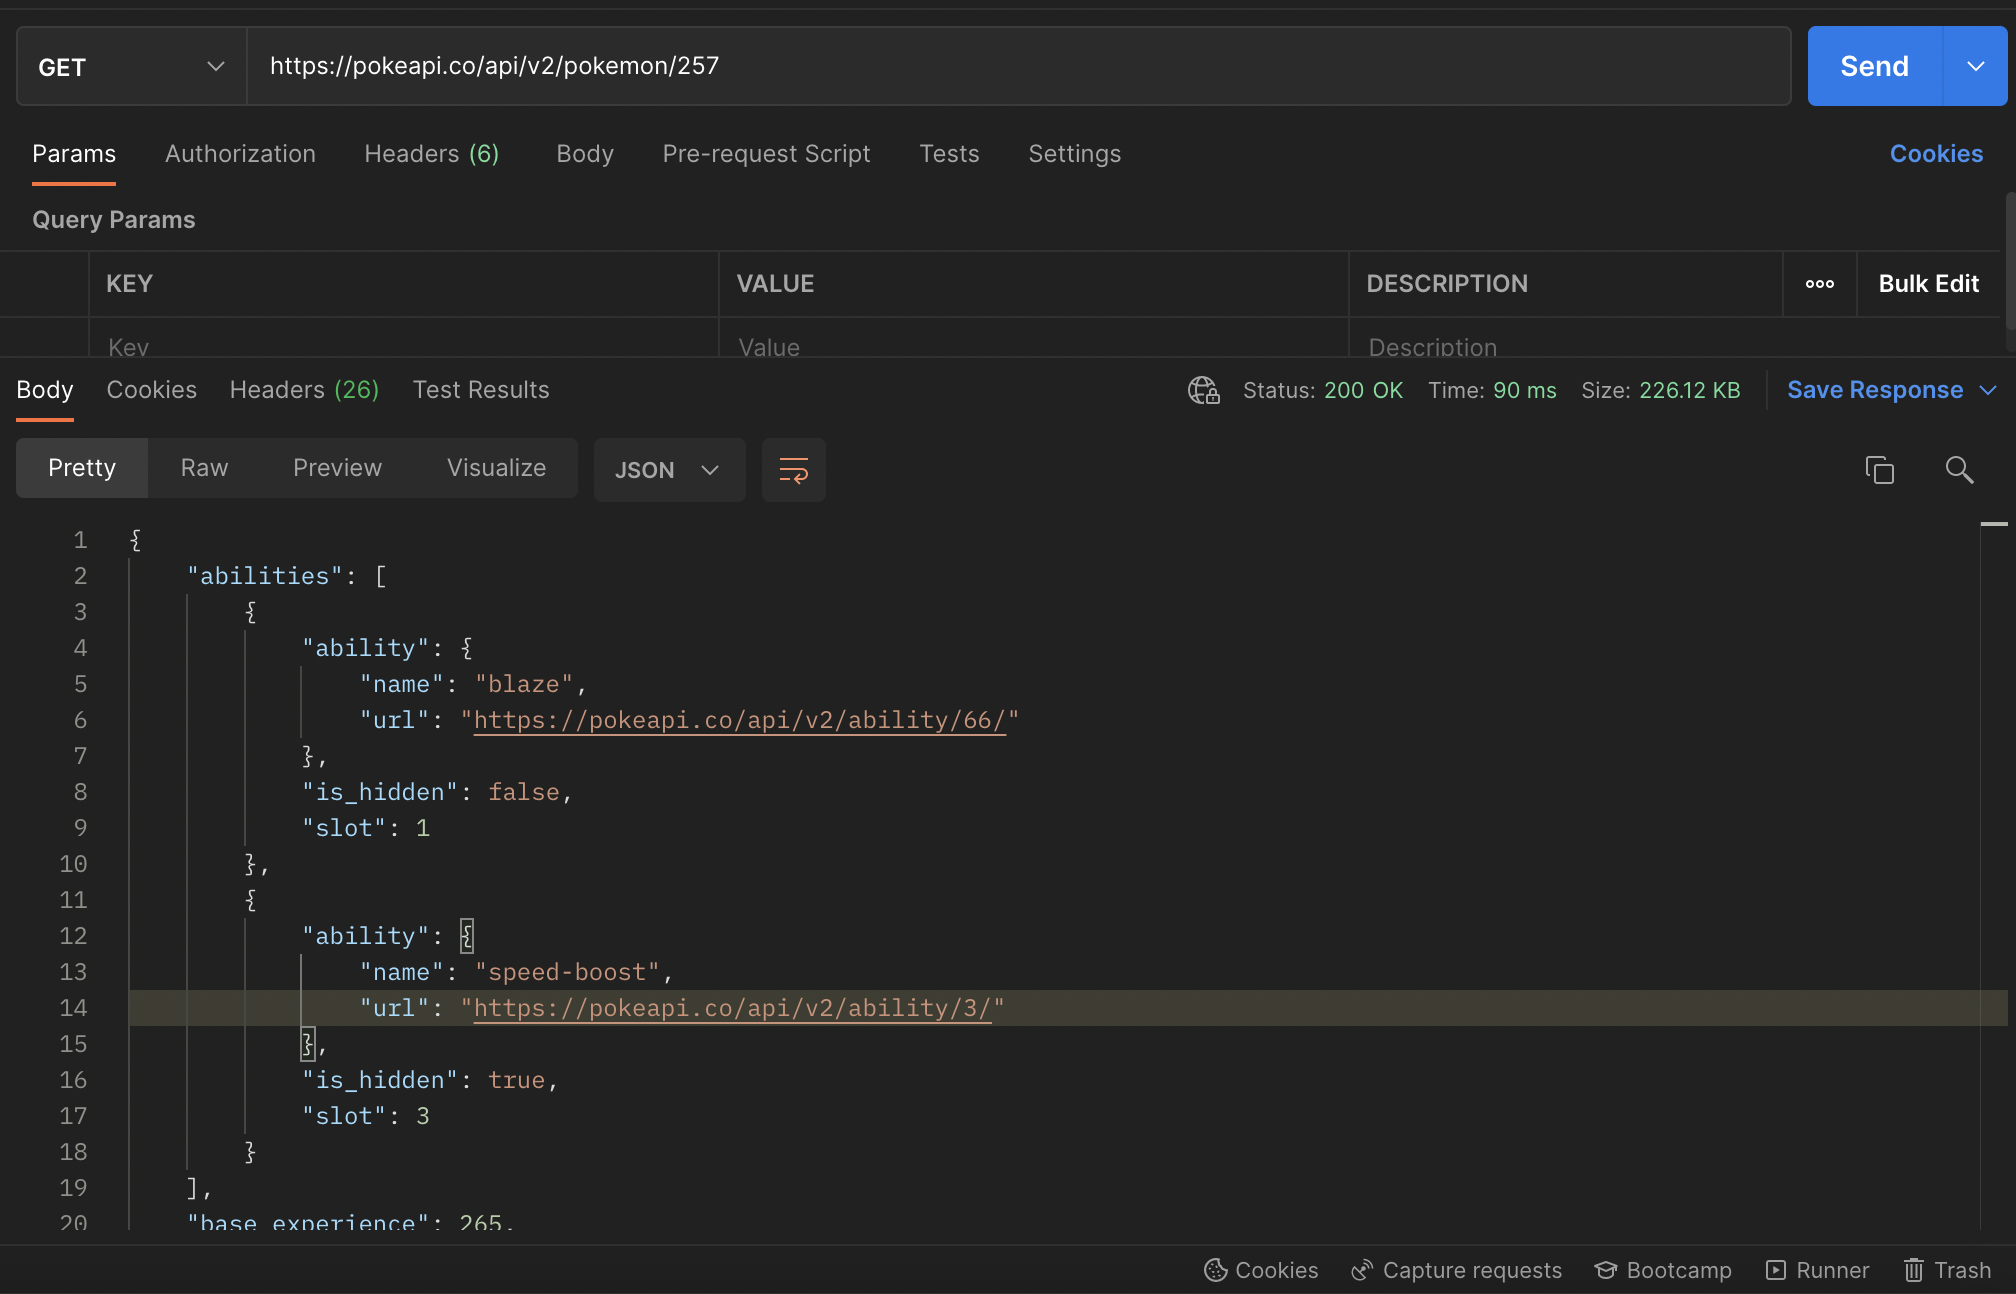 GET https://pokeapi.co/api/v2/pokemon/257 Send
Params Authorization Headers (6) Body Pre-request Script Tests Settings Cookies
Query Params
KEY VALUE DESCRIPTION ooo Bulk Edit
Key Value Description
Body Cookies Headers (26) Test Results Status: 200 OK Time: 90 ms Size: 226.12 KB Save Response
Pretty Raw Preview Visualize JSON
1 {
2 "abilities": [
3 {
4 "ability": {
5 "name": "blaze",
6 "url": "https://pokeapi.co/api/v2/ability/66/"
7 },
8 "is_hidden": false,
9 "slot": 1
10 },
11 {
12 "ability": {
13 "name": "speed-boost",
14 "url": "https://pokeapi.co/api/v2/ability/3/"
15 },
16 "is_hidden": true,
17 "slot": 3
18 }
19 ],
20 "base_experience": 265,
Cookies Capture requests Bootcamp Runner Trash